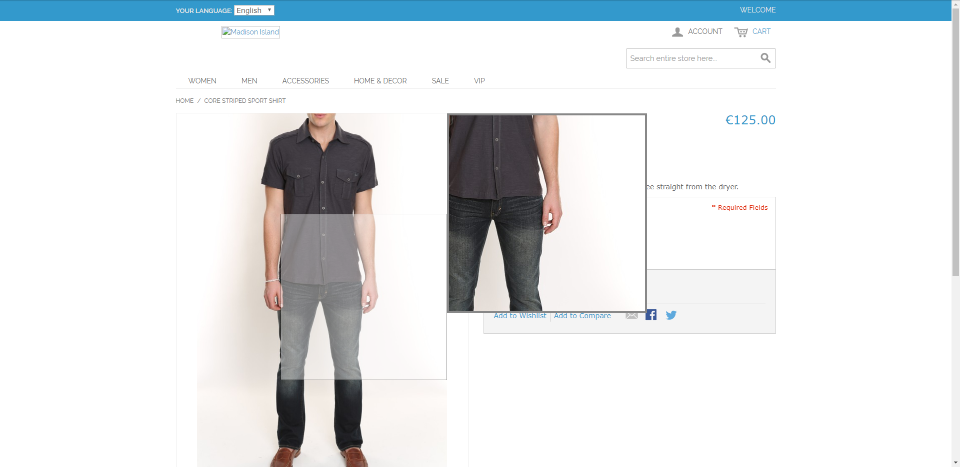 YOUR LANGUAGE: English
WELCOME
Madison Island
ACCOUNT
CART
Search entire store here...
WOMEN
MEN
ACCESSORIES
HOME & DECOR
SALE
VIP
HOME / CORE STRIPED SPORT SHIRT
€125.00
straight from the dryer.
* Required Fields
Add to Wishlist
Add to Compare